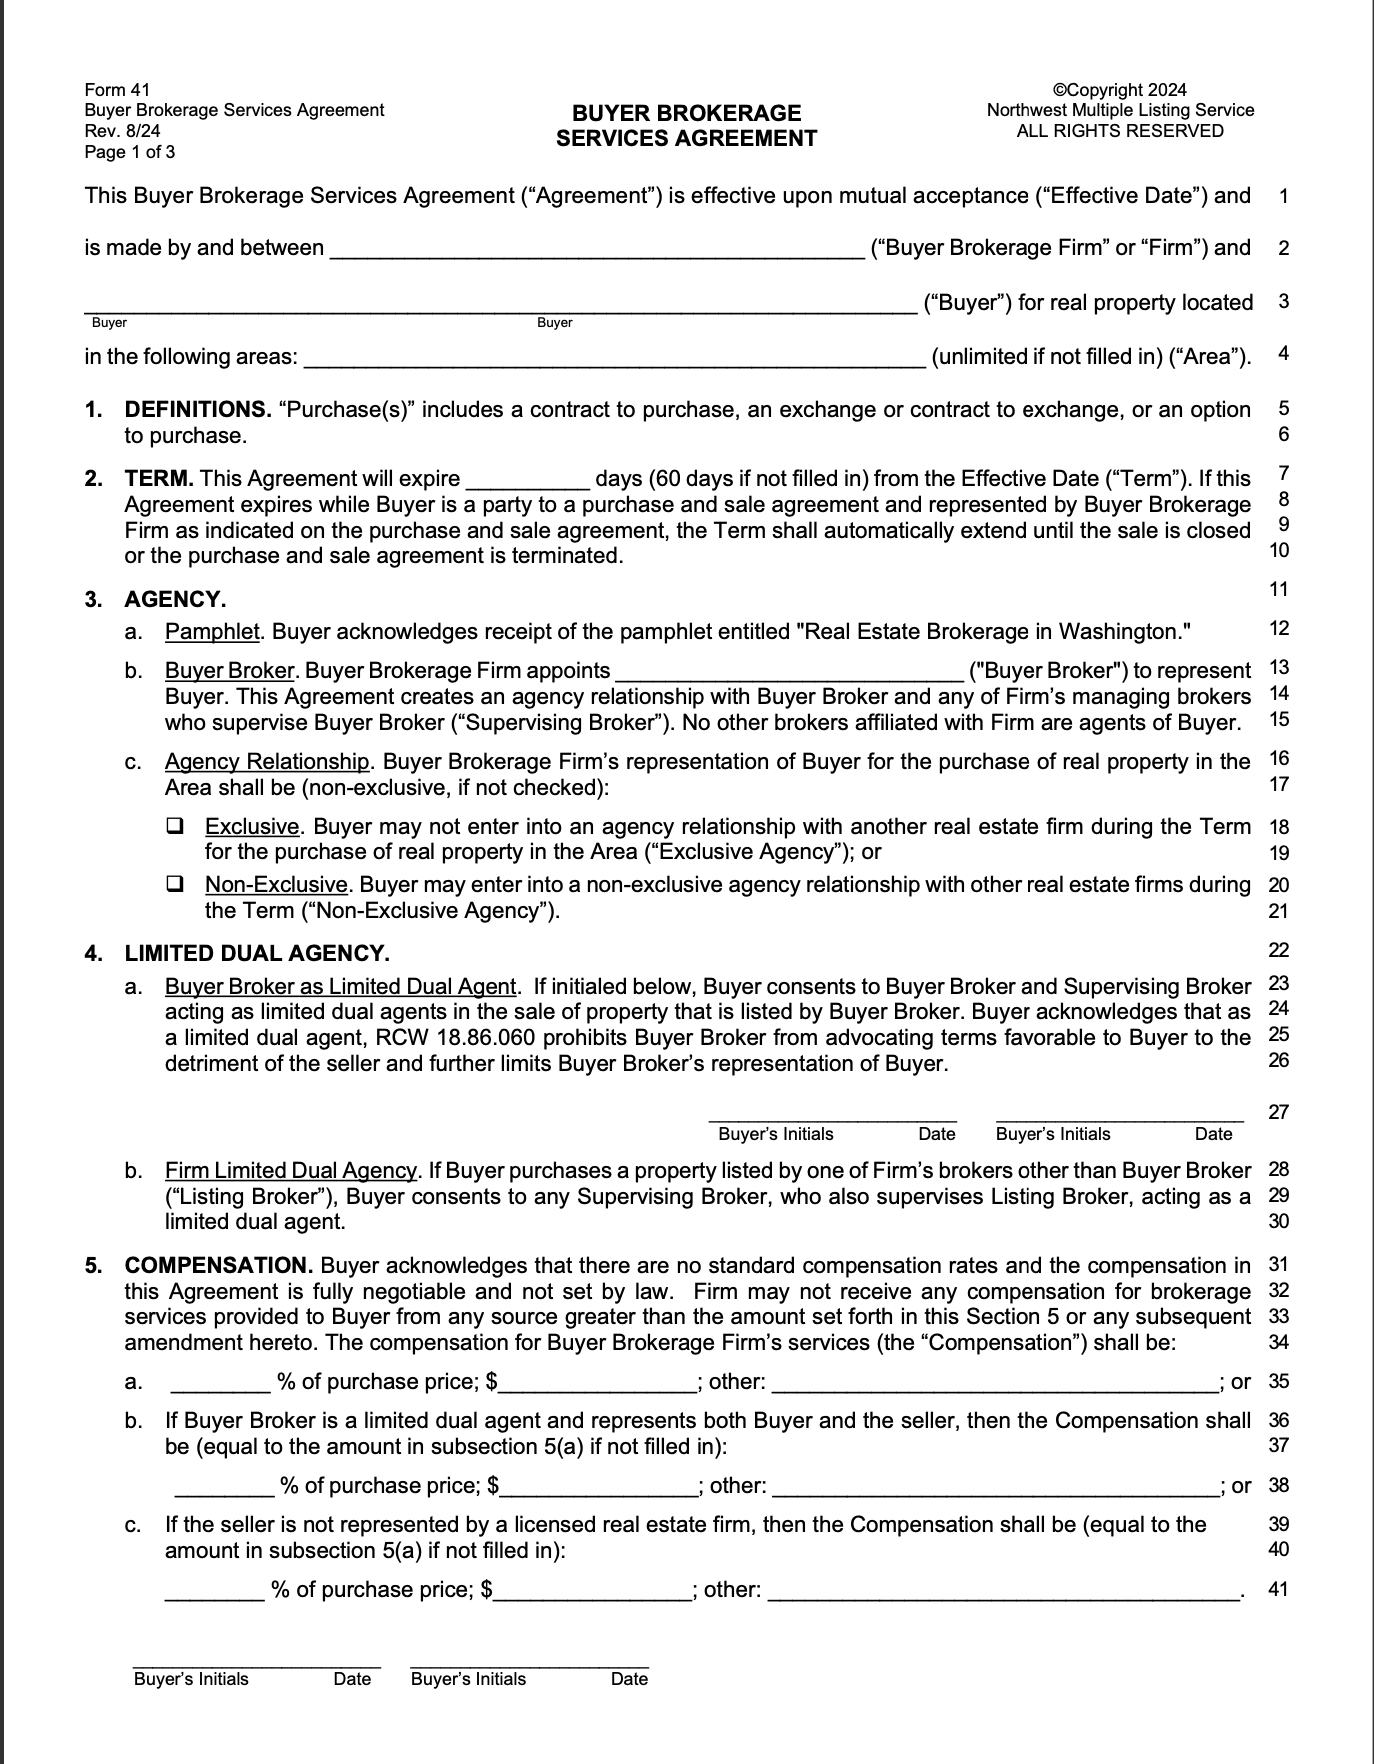 Form 41
Buyer Brokerage Services Agreement
Rev. 8/24
Page 1 of 3
BUYER BROKERAGE
SERVICES AGREEMENT
©Copyright 2024
Northwest Multiple Listing Service
ALL RIGHTS RESERVED
This Buyer Brokerage Services Agreement (“Agreement”) is effective upon mutual acceptance (“Effective Date”) and 1
is made by and between ____________________ (“Buyer Brokerage Firm” or “Firm”) and 2
____________________ (“Buyer”) for real property located 3
Buyer Buyer
in the following areas: ____________________ (unlimited if not filled in) (“Area”). 4
1. DEFINITIONS. “Purchase(s)” includes a contract to purchase, an exchange or contract to exchange, or an option 5
to purchase. 6
2. TERM. This Agreement will expire __________ days (60 days if not filled in) from the Effective Date (“Term”). If this 7
Agreement expires while Buyer is a party to a purchase and sale agreement and represented by Buyer Brokerage 8
Firm as indicated on the purchase and sale agreement, the Term shall automatically extend until the sale is closed 9
or the purchase and sale agreement is terminated. 10
3. AGENCY. 11
a. Pamphlet. Buyer acknowledges receipt of the pamphlet entitled "Real Estate Brokerage in Washington." 12
b. Buyer Broker. Buyer Brokerage Firm appoints ____________________ ("Buyer Broker") to represent 13
Buyer. This Agreement creates an agency relationship with Buyer Broker and any of Firm’s managing brokers 14
who supervise Buyer Broker (“Supervising Broker”). No other brokers affiliated with Firm are agents of Buyer. 15
c. Agency Relationship. Buyer Brokerage Firm’s representation of Buyer for the purchase of real property in the 16
Area shall be (non-exclusive, if not checked): 17
❑ Exclusive. Buyer may not enter into an agency relationship with another real estate firm during the Term 18
for the purchase of real property in the Area (“Exclusive Agency”); or 19
❑ Non-Exclusive. Buyer may enter into a non-exclusive agency relationship with other real estate firms during 20
the Term (“Non-Exclusive Agency”). 21
4. LIMITED DUAL AGENCY. 22
a. Buyer Broker as Limited Dual Agent. If initialed below, Buyer consents to Buyer Broker and Supervising Broker 23
acting as limited dual agents in the sale of property that is listed by Buyer Broker. Buyer acknowledges that as 24
a limited dual agent, RCW 18.86.060 prohibits Buyer Broker from advocating terms favorable to Buyer to the 25
detriment of the seller and further limits Buyer Broker’s representation of Buyer. 26
____________________ ____________________ 27
Buyer’s Initials Date Buyer’s Initials Date
b. Firm Limited Dual Agency. If Buyer purchases a property listed by one of Firm’s brokers other than Buyer Broker 28
(“Listing Broker”), Buyer consents to any Supervising Broker, who also supervises Listing Broker, acting as a 29
limited dual agent. 30
5. COMPENSATION. Buyer acknowledges that there are no standard compensation rates and the compensation in 31
this Agreement is fully negotiable and not set by law. Firm may not receive any compensation for brokerage 32
services provided to Buyer from any source greater than the amount set forth in this Section 5 or any subsequent 33
amendment hereto. The compensation for Buyer Brokerage Firm’s services (the “Compensation”) shall be: 34
a. ________ % of purchase price; $________________; other: ____________________; or 35
b. If Buyer Broker is a limited dual agent and represents both Buyer and the seller, then the Compensation shall 36
be (equal to the amount in subsection 5(a) if not filled in): 37
________ % of purchase price; $________________; other: ____________________; or 38
c. If the seller is not represented by a licensed real estate firm, then the Compensation shall be (equal to the 39
amount in subsection 5(a) if not filled in): 40
________ % of purchase price; $________________; other: ____________________. 41
____________________ ____________________
Buyer’s Initials Date Buyer’s Initials Date